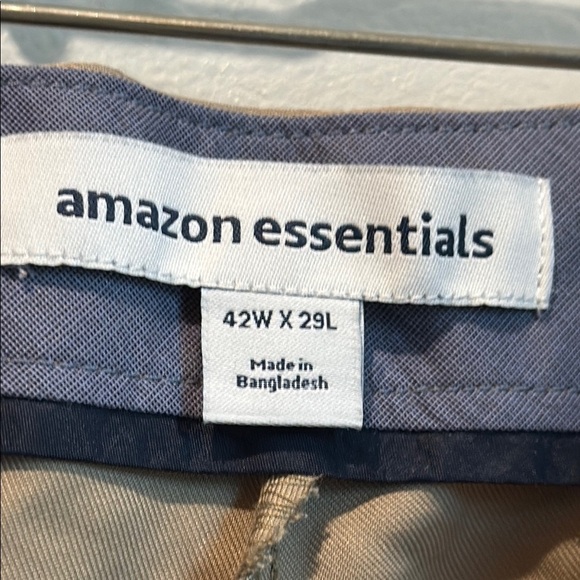 amazon essentials
42W X 29L
Made in
Bangladesh